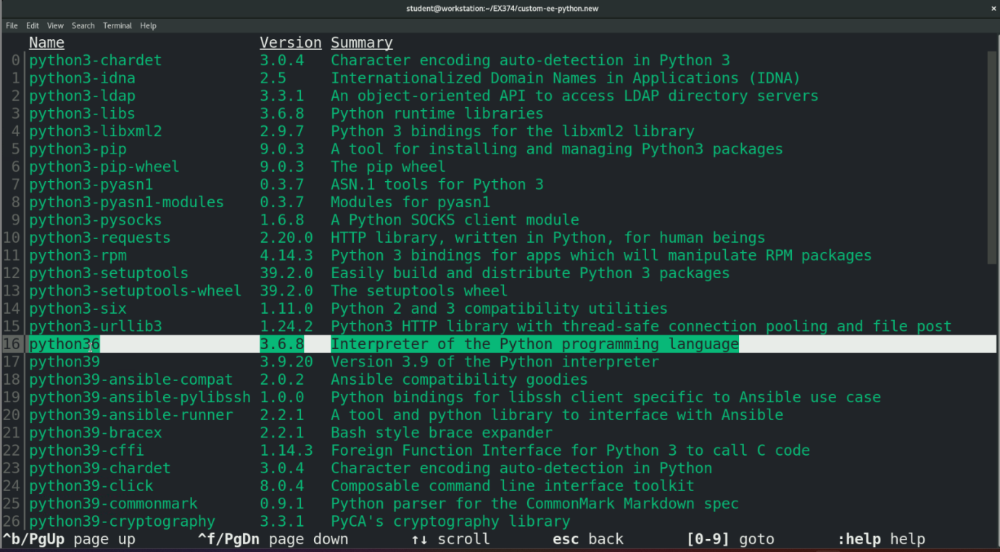 student@workstation:~/EX374/custom-ee-python.new ×
File Edit View Search Terminal Help
Name Version Summary
0 python3-chardet 3.0.4 Character encoding auto-detection in Python 3
1 python3-idna 2.5 Internationalized Domain Names in Applications (IDNA)
2 python3-ldap 3.3.1 An object-oriented API to access LDAP directory servers
3 python3-libs 3.6.8 Python runtime libraries
4 python3-libxml2 2.9.7 Python 3 bindings for the libxml2 library
5 python3-pip 9.0.3 A tool for installing and managing Python3 packages
6 python3-pip-wheel 9.0.3 The pip wheel
7 python3-pyasn1 0.3.7 ASN.1 tools for Python 3
8 python3-pyasn1-modules 0.3.7 Modules for pyasn1
9 python3-pysocks 1.6.8 A Python SOCKS client module
10 python3-requests 2.20.0 HTTP library, written in Python, for human beings
11 python3-rpm 4.14.3 Python 3 bindings for apps which will manipulate RPM packages
12 python3-setuptools 39.2.0 Easily build and distribute Python 3 packages
13 python3-setuptools-wheel 39.2.0 The setuptools wheel
14 python3-six 1.11.0 Python 2 and 3 compatibility utilities
15 python3-urllib3 1.24.2 Python3 HTTP library with thread-safe connection pooling and file post
16 python36 3.6.8 Interpreter of the Python programming language
17 python39 3.9.20 Version 3.9 of the Python interpreter
18 python39-ansible-compat 2.0.2 Ansible compatibility goodies
19 python39-ansible-pylibssh 1.0.0 Python bindings for libssh client specific to Ansible use case
20 python39-ansible-runner 2.2.1 A tool and python library to interface with Ansible
21 python39-bracex 2.2.1 Bash style brace expander
22 python39-cffi 1.14.3 Foreign Function Interface for Python 3 to call C code
23 python39-chardet 3.0.4 Character encoding auto-detection in Python
24 python39-click 8.0.4 Composable command line interface toolkit
25 python39-commonmark 0.9.1 Python parser for the CommonMark Markdown spec
26 python39-cryptography 3.3.1 PyCA's cryptography library
^b/PgUp page up ^f/PgDn page down ↑↓ scroll esc back [0-9] goto :help help